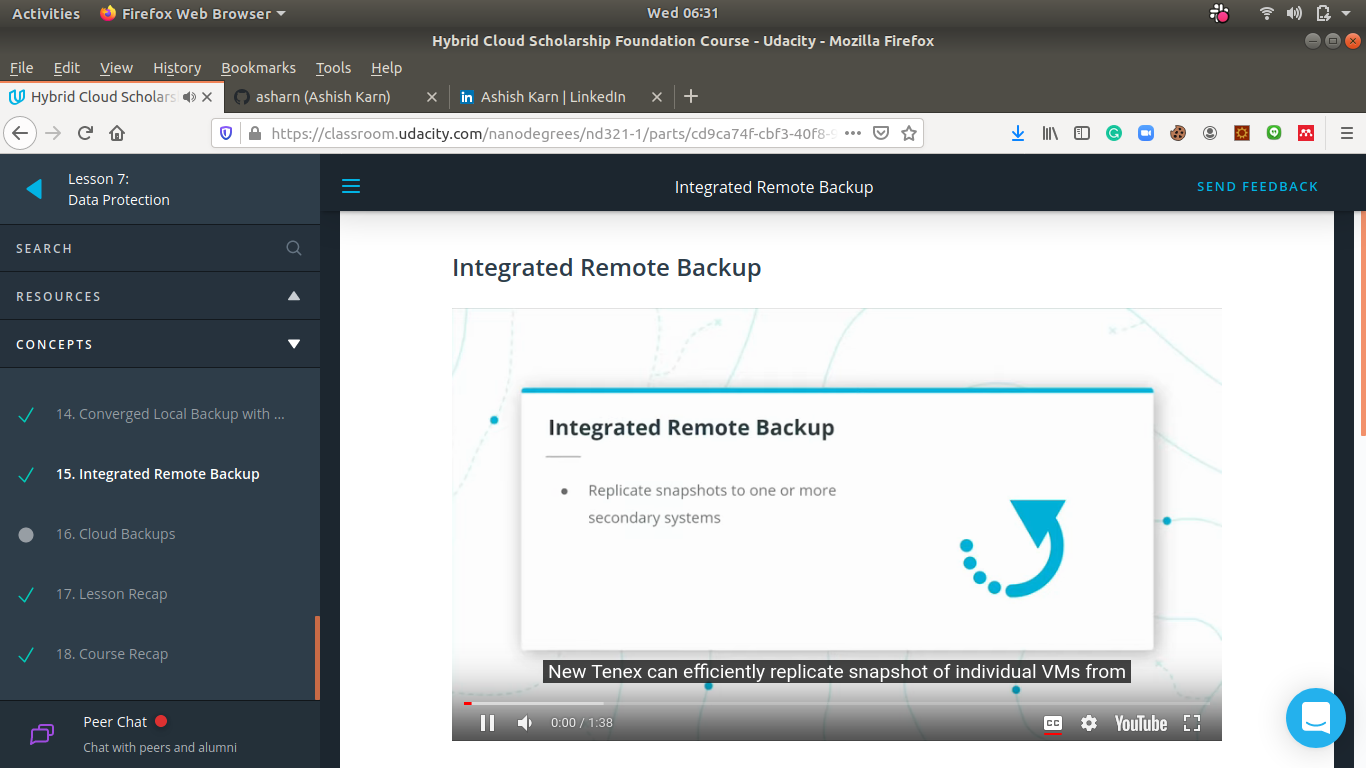 Activities Firefox Web Browser Wed 06:31
Hybrid Cloud Scholarship Foundation Course - Udacity - Mozilla Firefox
File Edit View History Bookmarks Tools Help
Hybrid Cloud Scholars asharn (Ashish Karn) Ashish Karn | LinkedIn
https://classroom.udacity.com/nanodegrees/nd321-1/parts/cd9ca74f-cbf3-40f8-9
Lesson 7:
Data Protection
Integrated Remote Backup
SEND FEEDBACK
SEARCH
RESOURCES
CONCEPTS
14. Converged Local Backup with ...
15. Integrated Remote Backup
16. Cloud Backups
17. Lesson Recap
18. Course Recap
Peer Chat
Chat with peers and alumni
Integrated Remote Backup
Integrated Remote Backup
• Replicate snapshots to one or more
secondary systems
New Tenex can efficiently replicate snapshot of individual VMs from
0:00 / 1:38 CC YouTube